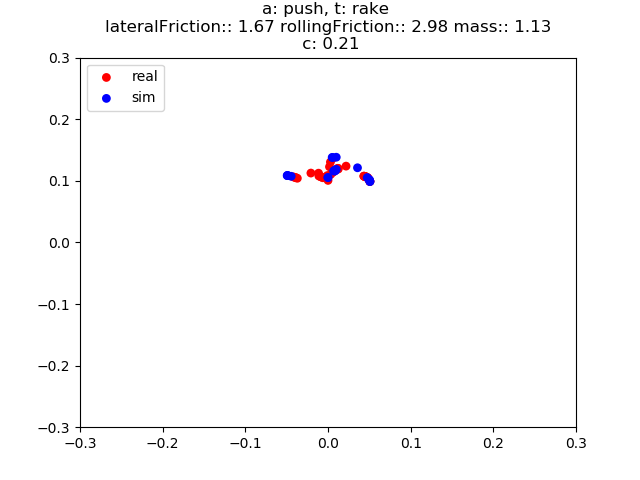 a: push, t: rake
lateralFriction:: 1.67 rollingFriction:: 2.98 mass:: 1.13
c: 0.21
0.3
real
sim
0.2
0.1
0.0
−0.1
−0.2
−0.3
−0.3 −0.2 −0.1 0.0 0.1 0.2 0.3